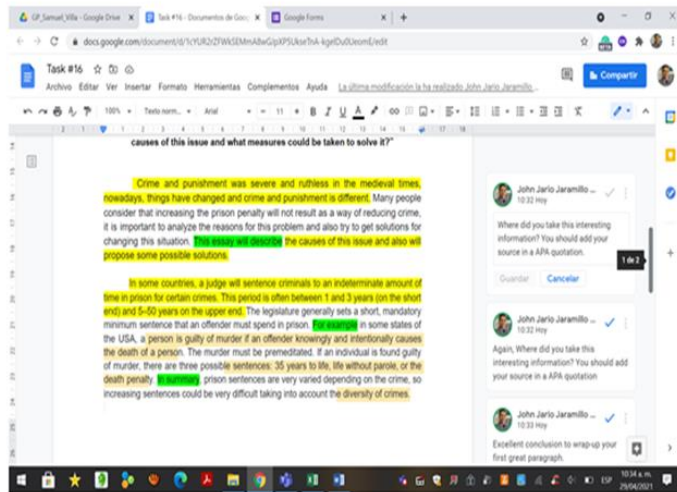 GP_Samuel_Villa - Google Drive
Task #16 - Documentos de Goo
Google Forms
docs.google.com/document/d/
Task #16
Archivo Editar Ver Insertar Formato Herramientas Complementos Ayuda La última modificación la ha realizado John Jario Jaramillo ...
Compartir
100% Texto norm... Arial 11
causes of this issue and what measures could be taken to solve it?"
Crime and punishment was severe and ruthless in the medieval times,
nowadays, things have changed and crime and punishment is different. Many people
consider that increasing the prison penalty will not result as a way of reducing crime,
it is important to analyze the reasons for this problem and also try to get solutions for
changing this situation. This essay will describe the causes of this issue and also will
propose some possible solutions.
In some countries, a judge will sentence criminals to an indeterminate amount of
time in prison for certain crimes. This period is often between 1 and 3 years (on the short
end) and 5–50 years on the upper end. The legislature generally sets a short, mandatory
minimum sentence that an offender must spend in prison. For example in some states of
the USA, a person is guilty of murder if an offender knowingly and intentionally causes
the death of a person. The murder must be premeditated. If an individual is found guilty
of murder, there are three possible sentences: 35 years to life, life without parole, or the
death penalty. In summary, prison sentences are very varied depending on the crime, so
increasing sentences could be very difficult taking into account the diversity of crimes.
John Jario Jaramillo ...
10:32 Hoy
Where did you take this interesting
information? You should add your
source in a APA quotation.
Guardar Cancelar
1 de 2
John Jario Jaramillo ...
10:32 Hoy
Again, Where did you take this
interesting information? You should add
your source in a APA quotation
John Jario Jaramillo ...
10:33 Hoy
Excellent conclusion to wrap-up your
first great paragraph.
ESP
10:34 a. m.
29/04/2021